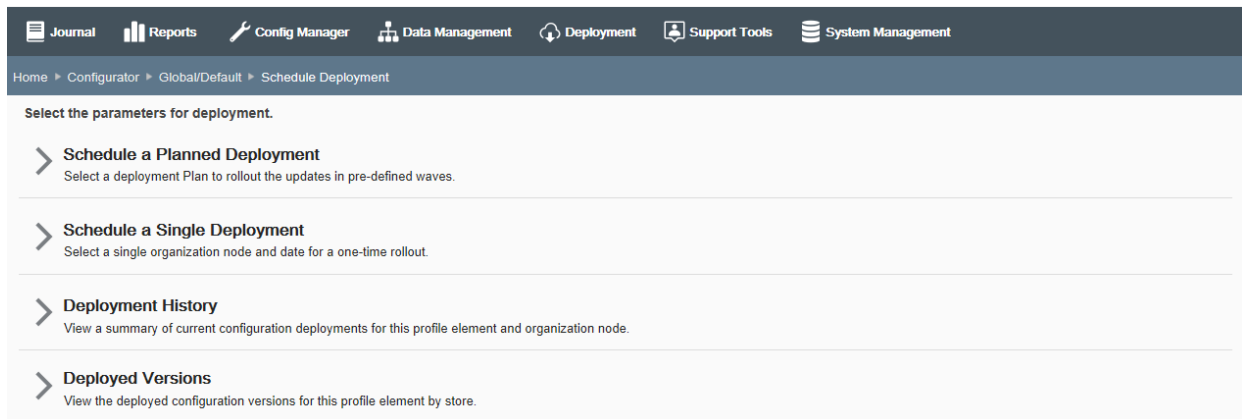 Journal Reports Config Manager Data Management Deployment Support Tools System Management
Home Configurator Global/Default Schedule Deployment
Select the parameters for deployment.
Schedule a Planned Deployment
Select a deployment Plan to rollout the updates in pre-defined waves.
Schedule a Single Deployment
Select a single organization node and date for a one-time rollout.
Deployment History
View a summary of current configuration deployments for this profile element and organization node.
Deployed Versions
View the deployed configuration versions for this profile element by store.